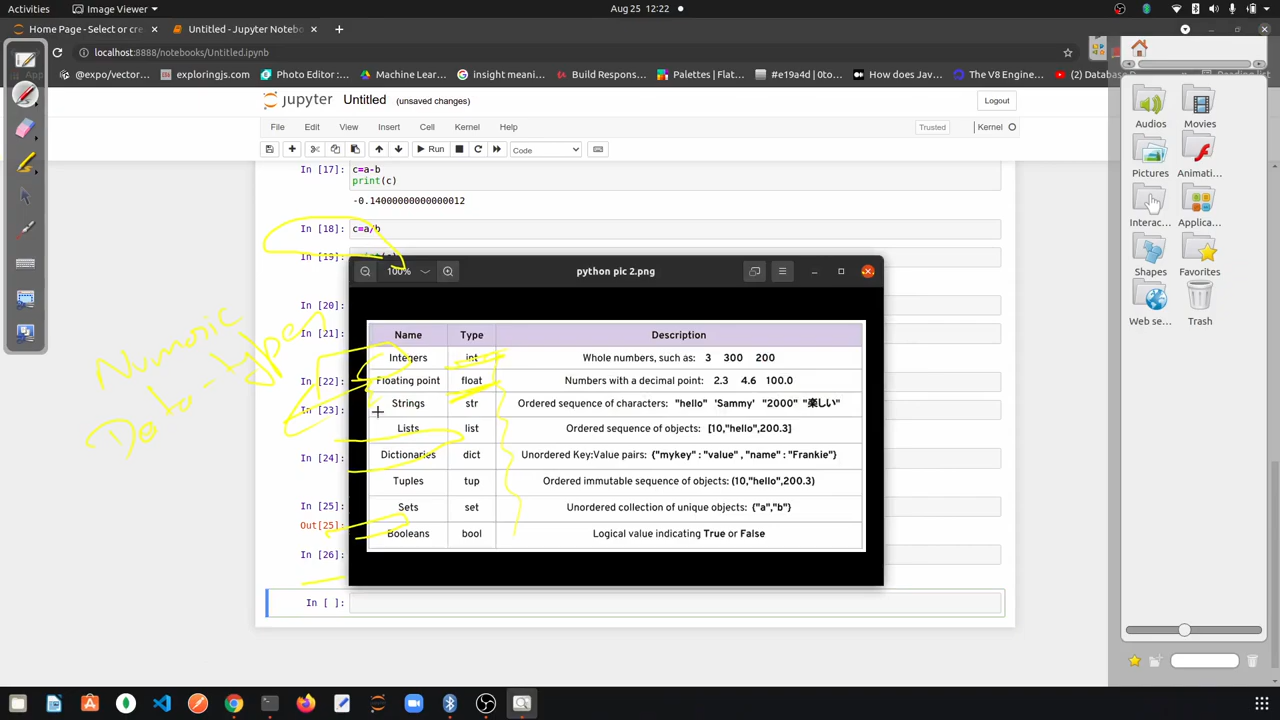 Activities
Image Viewer
Aug 25 12:22
Home Page - Select or cre
Untitled - Jupyter Notebo
localhost:8888/notebooks/Untitled.ipynb
@expo/vector...
exploringjs.com
Photo Editor :...
Machine Learn...
Insight meani...
Build Respons...
Palettes | Flat...
#e19a4d | 0to...
How does Jav...
The V8 Engine...
(2) Database D
Reading list
jupyter Untitled (unsaved changes)
Logout
File Edit View Insert Cell Kernel Help
Trusted
Kernel
Run
Code
In [17]: c=a-b
print(c)
-0.14000000000000012
In [18]: c=a/b
In [19]:
In [20]:
In [21]:
In [22]:
In [23]:
In [24]:
In [25]:
Out[25]:
In [26]:
In [ ]:
100%
python pic 2.png
Name Type Description
Integers int Whole numbers, such as: 3 300 200
Floating point float Numbers with a decimal point: 2.3 4.6 100.0
Strings str Ordered sequence of characters: "hello" 'Sammy' "2000" "楽しい"
Lists list Ordered sequence of objects: [10,"hello",200.3]
Dictionaries dict Unordered Key:Value pairs: {"mykey" : "value" , "name" : "Frankie"}
Tuples tup Ordered immutable sequence of objects: (10,"hello",200.3)
Sets set Unordered collection of unique objects: {"a","b"}
Booleans bool Logical value indicating True or False
Numeric
Data-types
Audios
Movies
Pictures
Animati...
Interac...
Applica...
Shapes
Favorites
Web se...
Trash